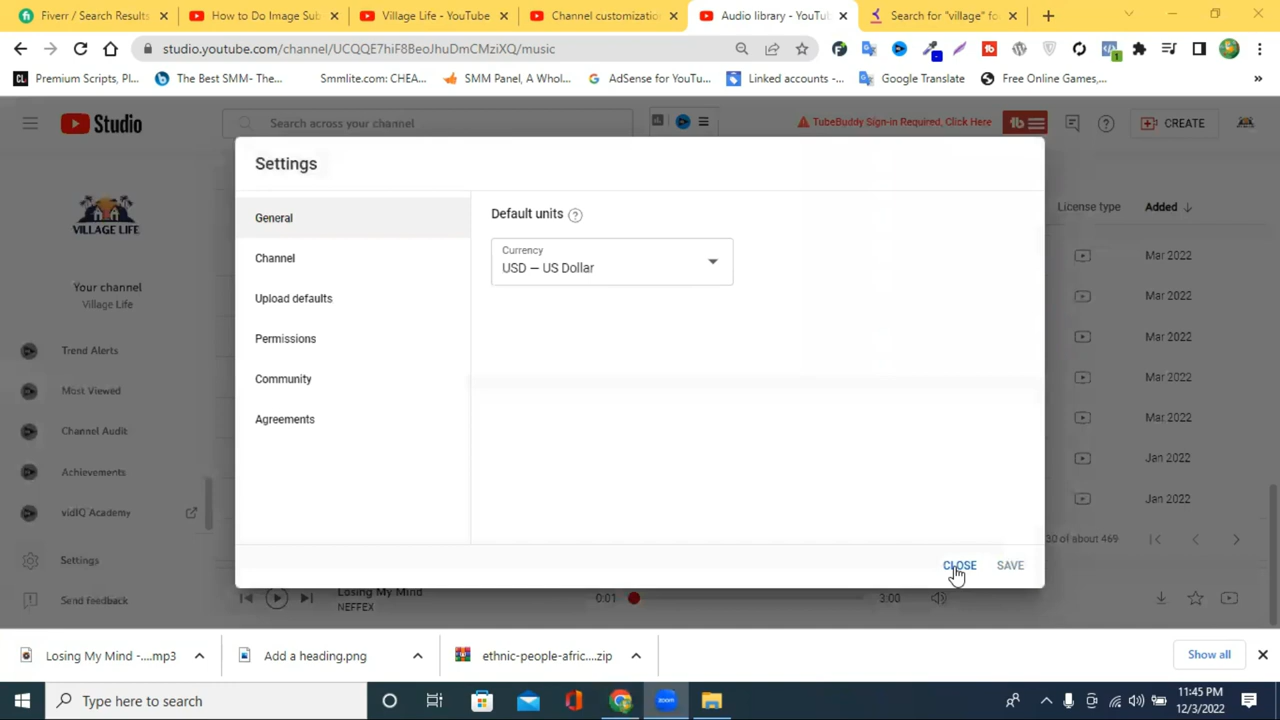 Fiverr / Search Results
How to Do Image Sub
Village Life - YouTube
Channel customizatio
Audio library - YouTu
Search for "village" fo
studio.youtube.com/channel/UCQQE7hiF8BeoJhuDmCMziXQ/music
Premium Scripts, Pl...
The Best SMM- The...
Smmlite.com: CHEA...
SMM Panel, A Whol...
AdSense for YouTu...
Linked accounts -...
Google Translate
Free Online Games,...
Studio
Search across your channel
TubeBuddy Sign-in Required, Click Here
CREATE
Settings
VILLAGE LIFE
Your channel
Village Life
Trend Alerts
Most Viewed
Channel Audit
Achievements
vidIQ Academy
Settings
Send feedback
General
Channel
Upload defaults
Permissions
Community
Agreements
Default units
Currency
USD – US Dollar
CLOSE
SAVE
License type
Added
Mar 2022
Mar 2022
Mar 2022
Mar 2022
Mar 2022
Jan 2022
Jan 2022
30 of about 469
Losing My Mind
NEFFEX
0:01
3:00
Losing My Mind -....mp3
Add a heading.png
ethnic-people-afric....zip
Show all
Type here to search
zoom
11:45 PM
12/3/2022